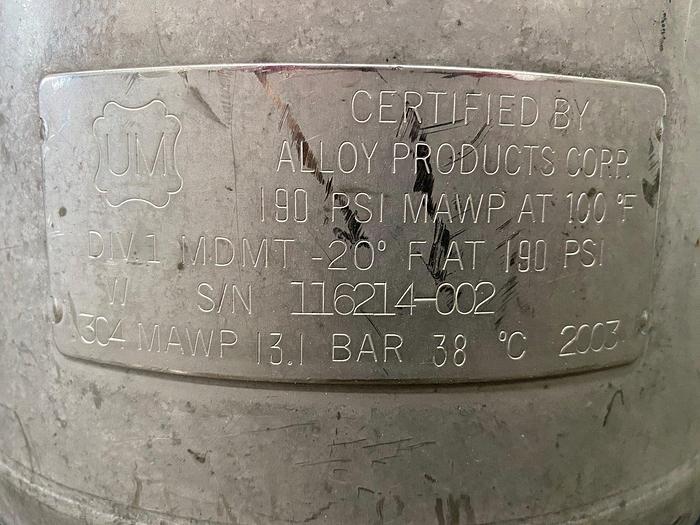 UM
CERTIFIED BY
ALLOY PRODUCTS CORP.
190 PSI MAWP AT 100 °F
DIV. 1 MDMT -20° F AT 190 PSI
W S/N 116214-002
304 MAWP 13.1 BAR 38 °C 2003